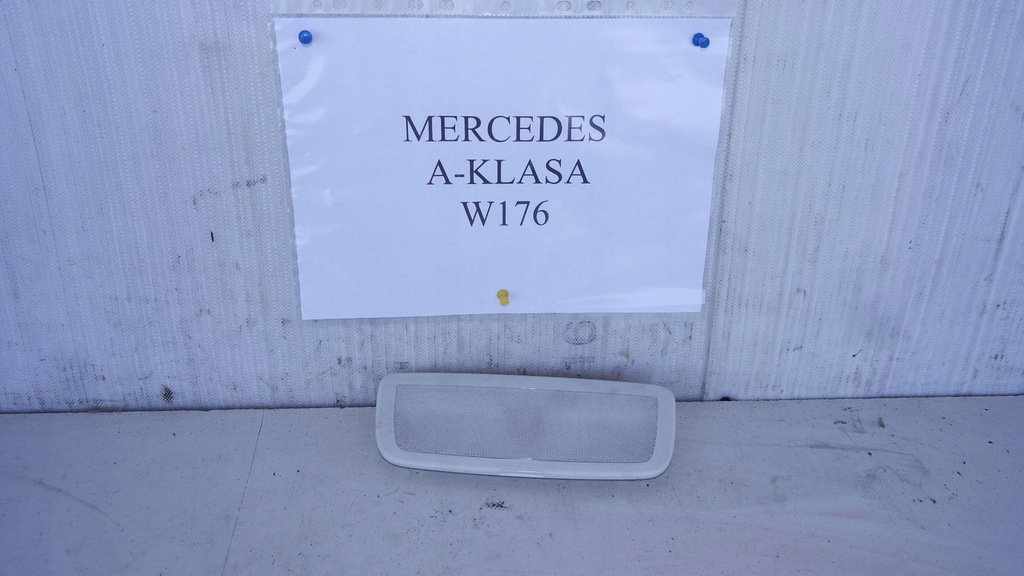 MERCEDES
A-KLASA
W176